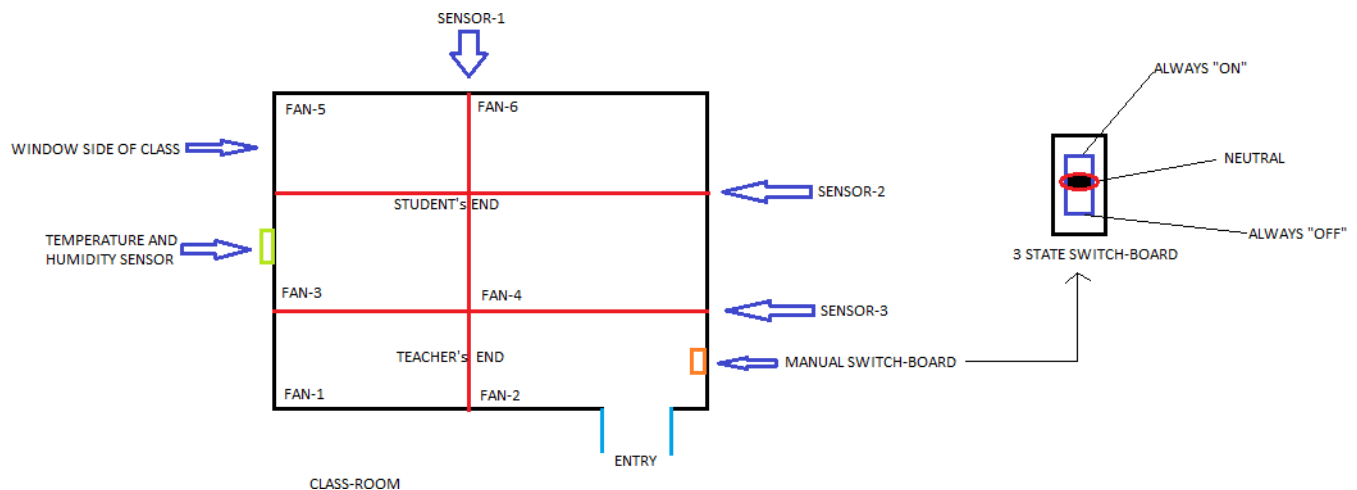 SENSOR-1
ALWAYS "ON"
FAN-5
FAN-6
WINDOW SIDE OF CLASS
NEUTRAL
SENSOR-2
STUDENT's END
ALWAYS "OFF"
TEMPERATURE AND
HUMIDITY SENSOR
3 STATE SWITCH-BOARD
FAN-3
FAN-4
SENSOR-3
TEACHER's END
MANUAL SWITCH-BOARD
FAN-1
FAN-2
ENTRY
CLASS-ROOM